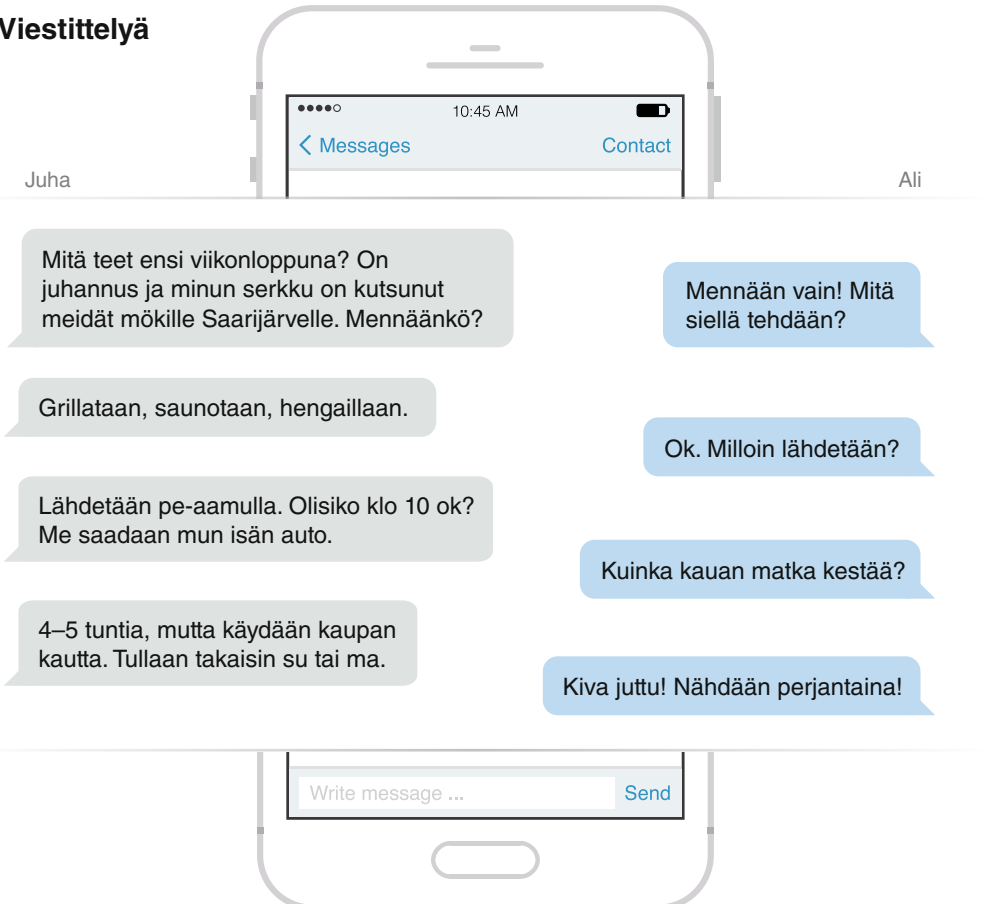 Viestittelyä
10:45 AM
Messages
Contact
Juha
Ali
Mitä teet ensi viikonloppuna? On
juhannus ja minun serkku on kutsunut
meidät mökille Saarijärvelle. Mennäänkö?
Mennään vain! Mitä
siellä tehdään?
Grillataan, saunotaan, hengaillaan.
Ok. Milloin lähdetään?
Lähdetään pe-aamulla. Olisiko klo 10 ok?
Me saadaan mun isän auto.
Kuinka kauan matka kestää?
4–5 tuntia, mutta käydään kaupan
kautta. Tullaan takaisin su tai ma.
Kiva juttu! Nähdään perjantaina!
Write message ...
Send